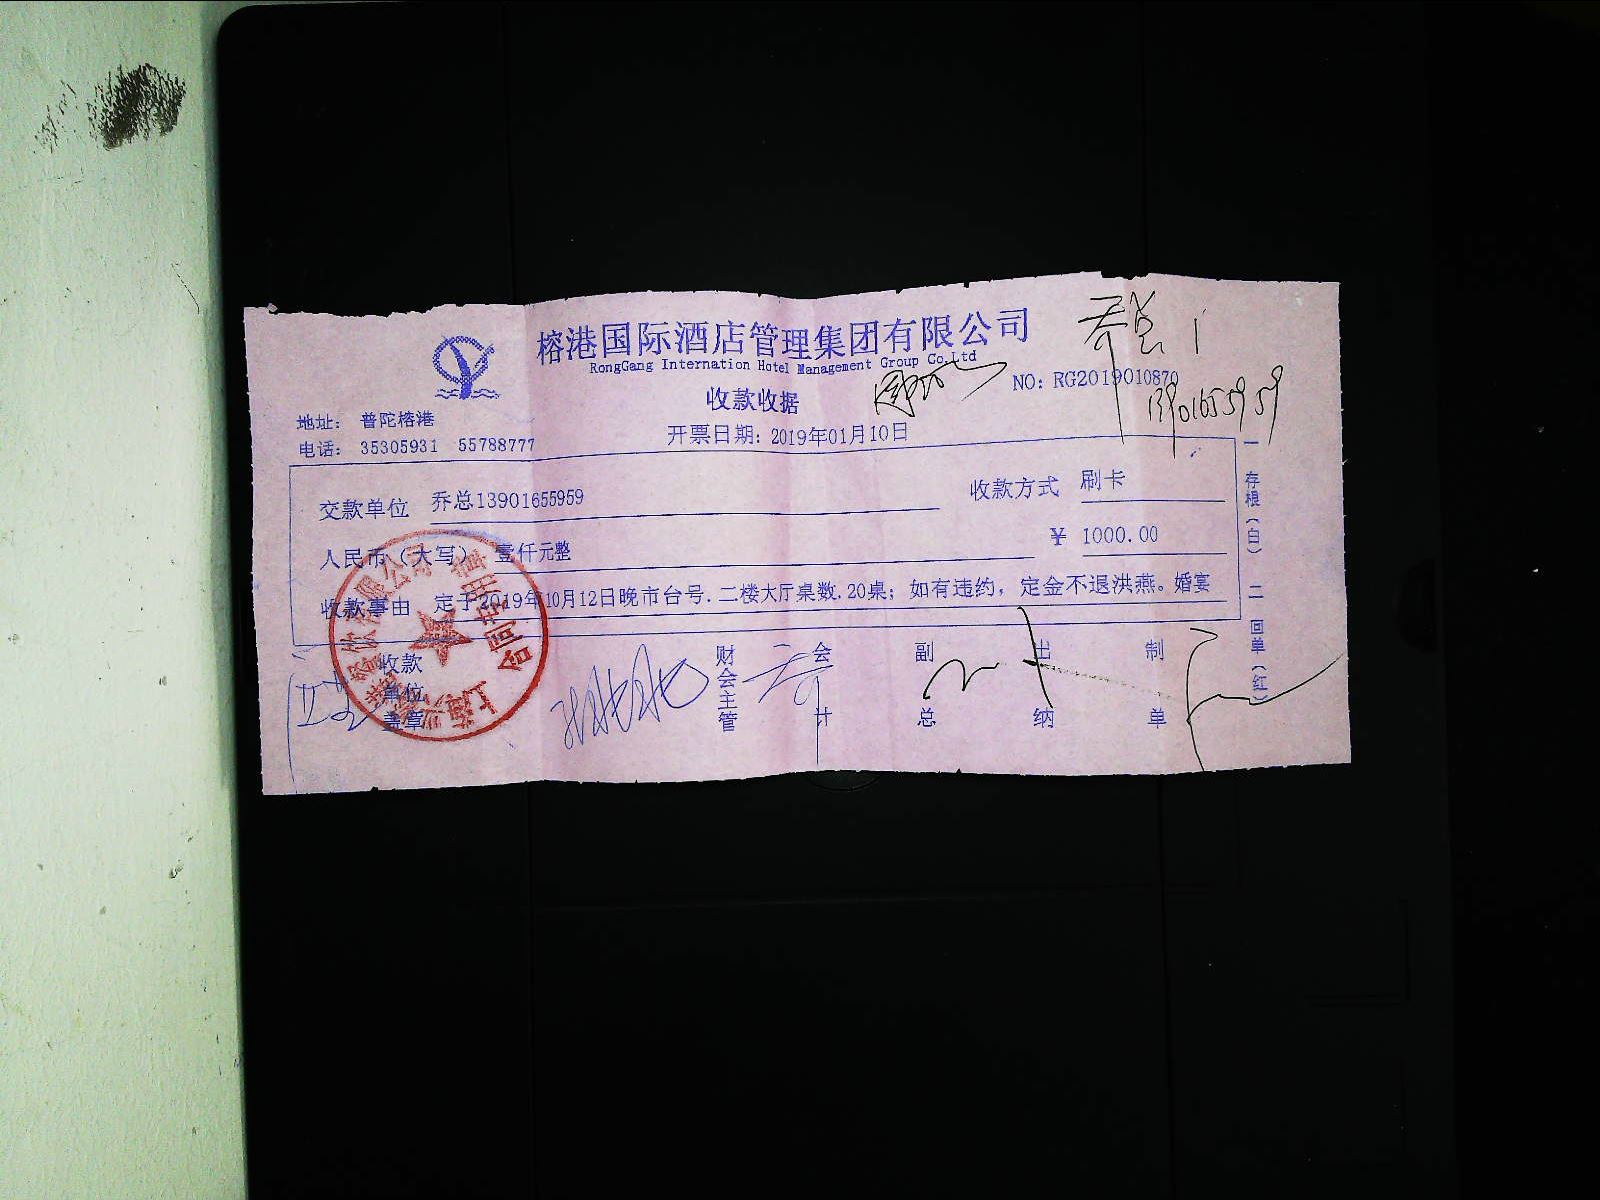 榕港国际酒店管理集团有限公司
RongGang Internation Hotel Management Group Co.Ltd
乔总
13901655959
收款收据
NO: RG2019010870
地址： 普陀榕港
电话： 35305931 55788777
开票日期: 2019年01月10日
交款单位 乔总13901655959
收款方式 刷卡
人民币（大写） 壹仟元整
¥ 1000.00
收款事由 定于2019年10月12日晚市台号.二楼大厅桌数.20桌；如有违约，定金不退洪燕。婚宴
一 存根（白） 二 回单（红）
收款单位盖章
财会主管
会计
副总
出纳
制单
合同专用章